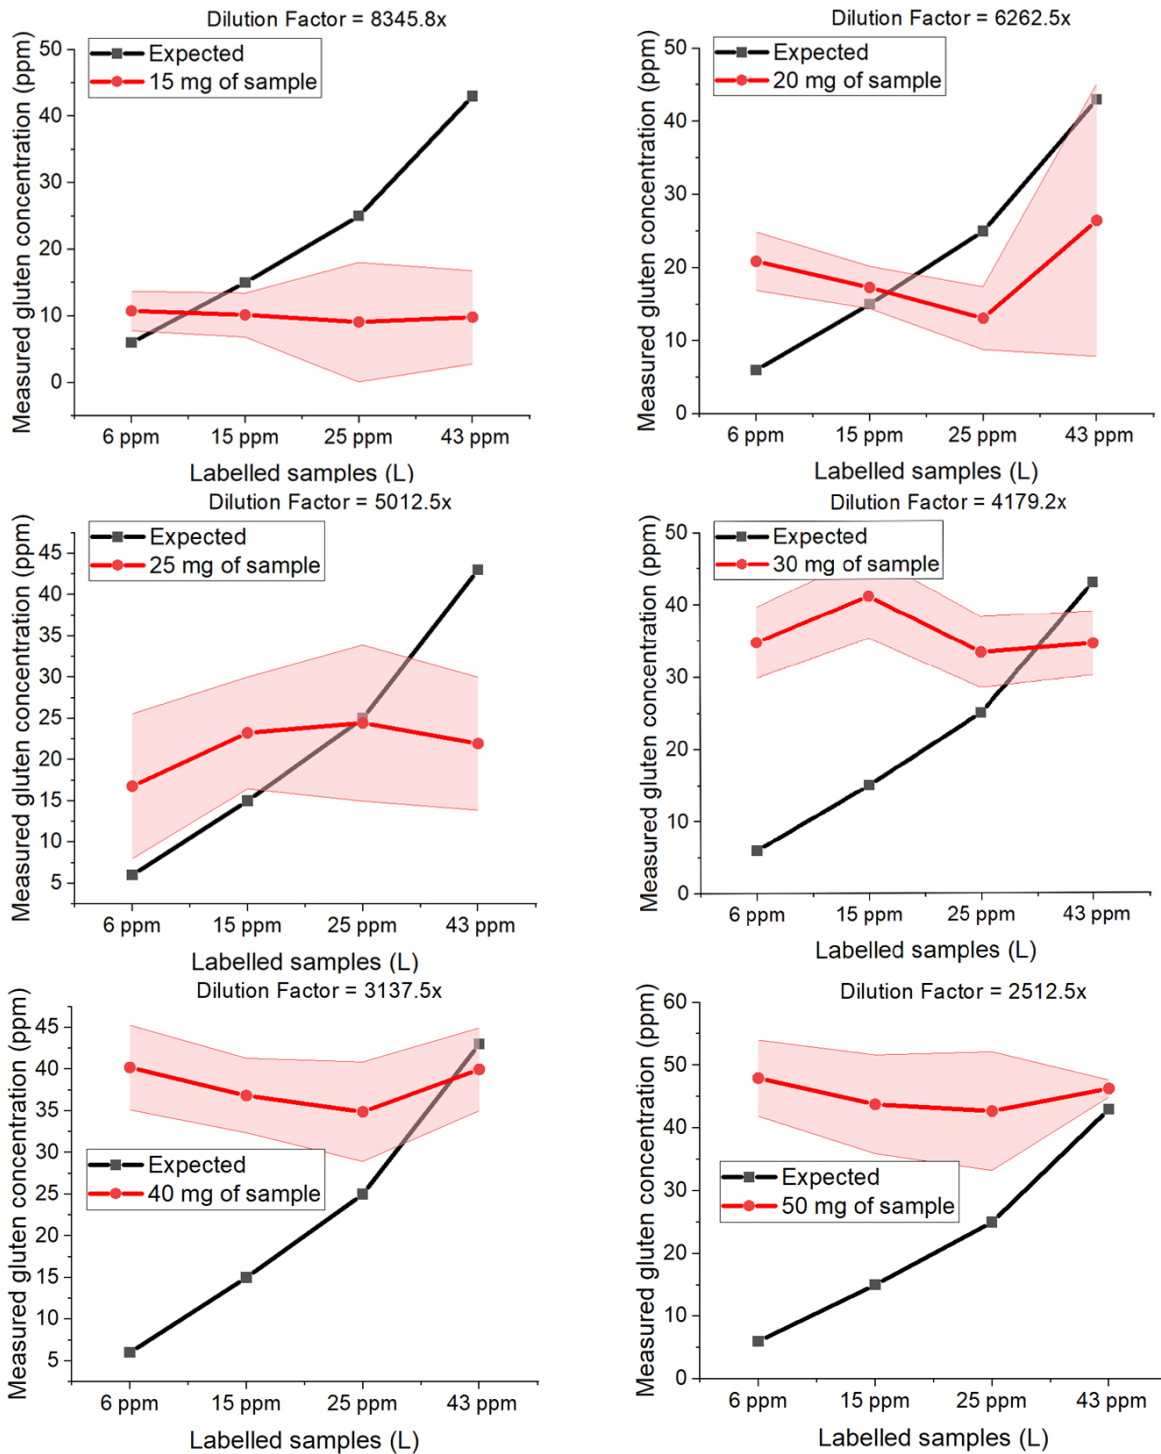 Dilution Factor = 8345.8x
Expected
15 mg of sample
Measured gluten concentration (ppm)
50
40
30
20
10
0
6 ppm
15 ppm
25 ppm
43 ppm
Labelled samples (L)
Dilution Factor = 6262.5x
Expected
20 mg of sample
Measured gluten concentration (ppm)
50
40
30
20
10
0
6 ppm
15 ppm
25 ppm
43 ppm
Labelled samples (L)
Dilution Factor = 5012.5x
Expected
25 mg of sample
Measured gluten concentration (ppm)
45
40
35
30
25
20
15
10
5
6 ppm
15 ppm
25 ppm
43 ppm
Labelled samples (L)
Dilution Factor = 4179.2x
Expected
30 mg of sample
Measured gluten concentration (ppm)
50
40
30
20
10
0
6 ppm
15 ppm
25 ppm
43 ppm
Labelled samples (L)
Dilution Factor = 3137.5x
Expected
40 mg of sample
Measured gluten concentration (ppm)
45
40
35
30
25
20
15
10
5
6 ppm
15 ppm
25 ppm
43 ppm
Labelled samples (L)
Dilution Factor = 2512.5x
Expected
50 mg of sample
Measured gluten concentration (ppm)
60
50
40
30
20
10
0
6 ppm
15 ppm
25 ppm
43 ppm
Labelled samples (L)